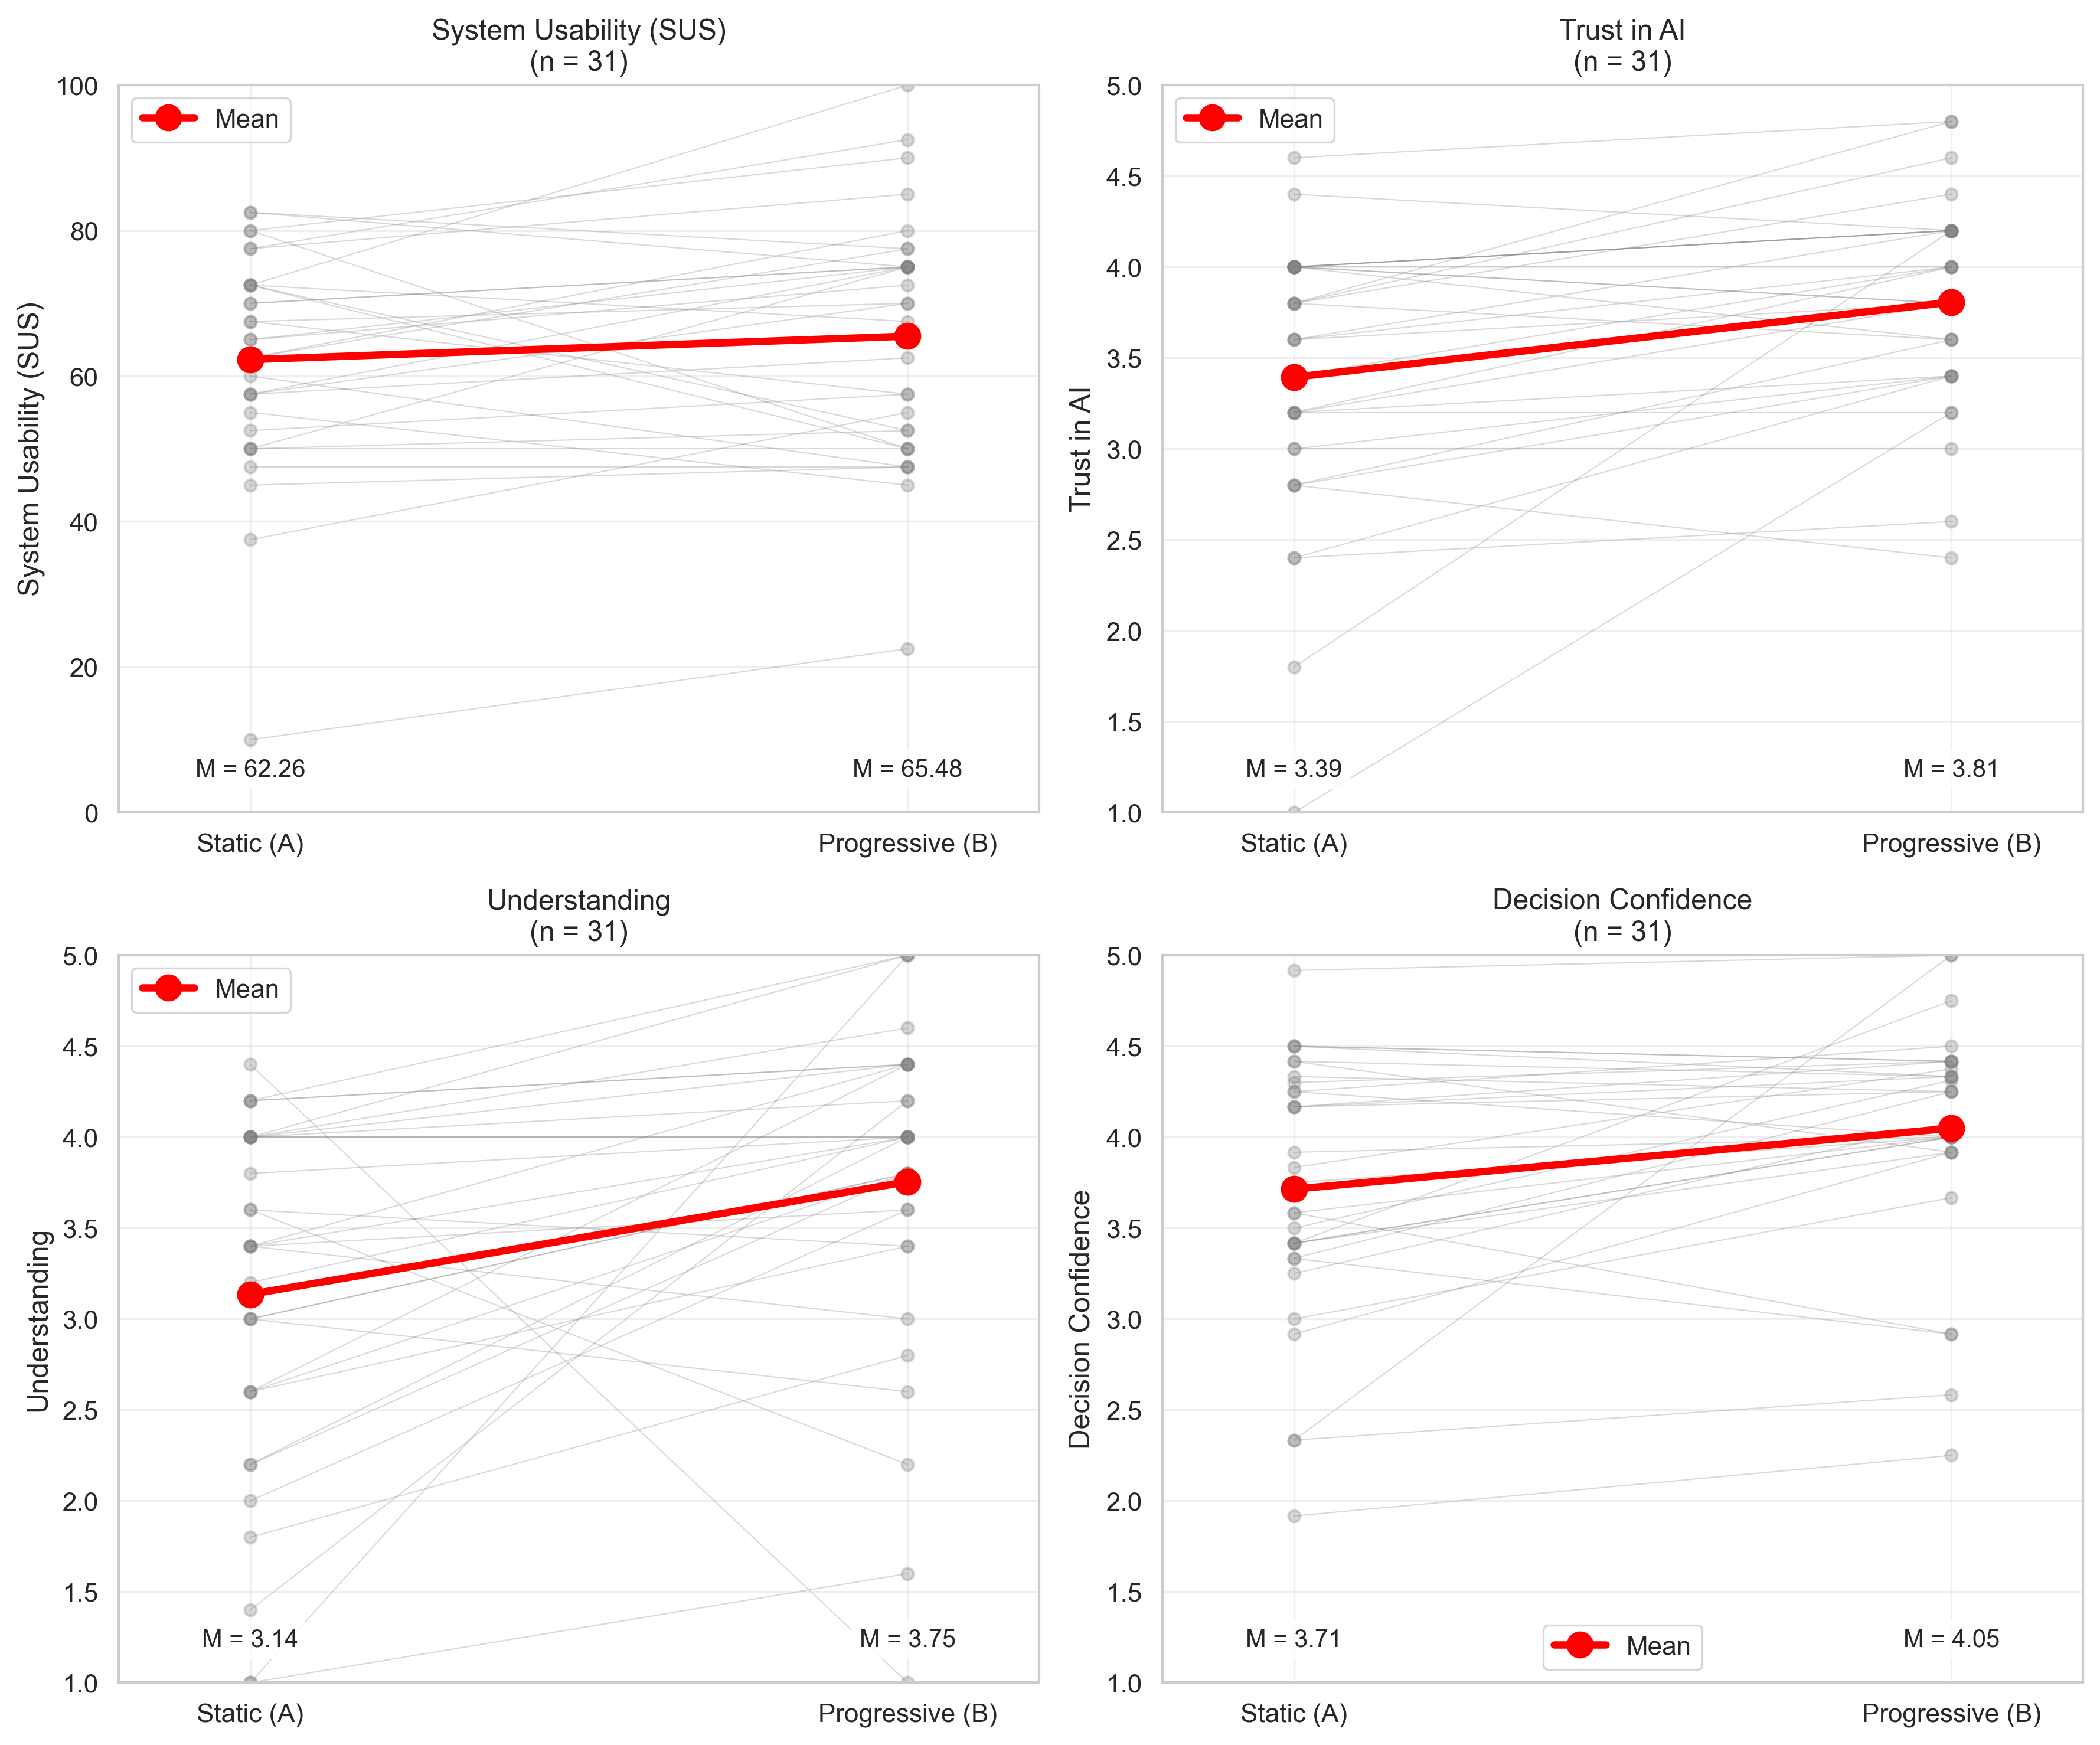 System Usability (SUS)
(n = 31)
100
80
60
40
20
0
System Usability (SUS)
Mean
M = 62.26
M = 65.48
Static (A)
Progressive (B)
Trust in AI
(n = 31)
5.0
4.5
4.0
3.5
3.0
2.5
2.0
1.5
1.0
Trust in AI
Mean
M = 3.39
M = 3.81
Static (A)
Progressive (B)
Understanding
(n = 31)
5.0
4.5
4.0
3.5
3.0
2.5
2.0
1.5
1.0
Understanding
Mean
M = 3.14
M = 3.75
Static (A)
Progressive (B)
Decision Confidence
(n = 31)
5.0
4.5
4.0
3.5
3.0
2.5
2.0
1.5
1.0
Decision Confidence
M = 3.71
Mean
M = 4.05
Static (A)
Progressive (B)